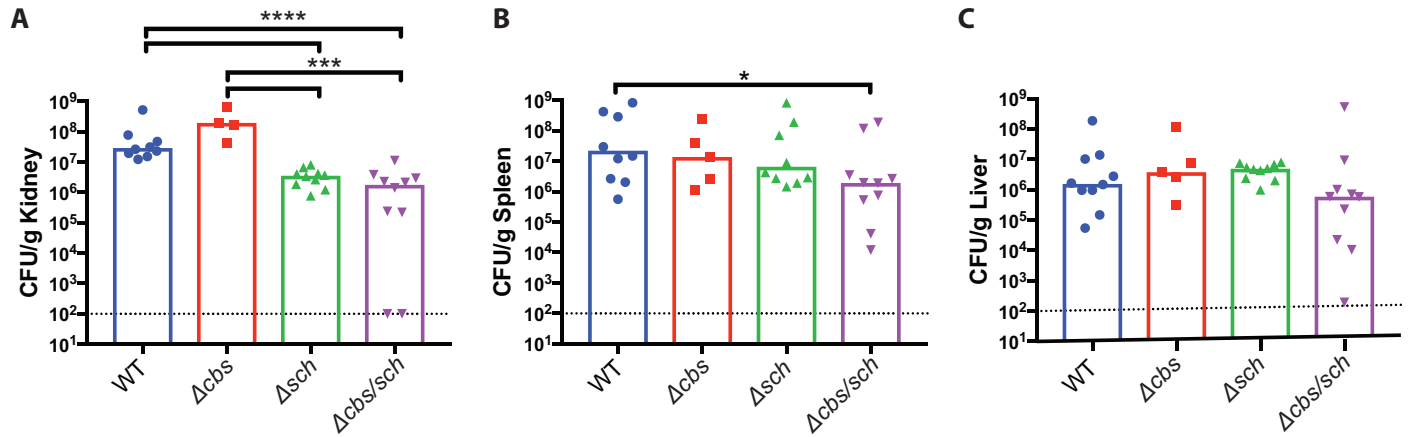 A
****
***
CFU/g Kidney
10⁹
10⁸
10⁷
10⁶
10⁵
10⁴
10³
10²
10¹
WT
Δcbs
Δsch
Δcbs/sch
B
*
CFU/g Spleen
10⁹
10⁸
10⁷
10⁶
10⁵
10⁴
10³
10²
10¹
WT
Δcbs
Δsch
Δcbs/sch
C
CFU/g Liver
10⁹
10⁸
10⁷
10⁶
10⁵
10⁴
10³
10²
10¹
WT
Δcbs
Δsch
Δcbs/sch